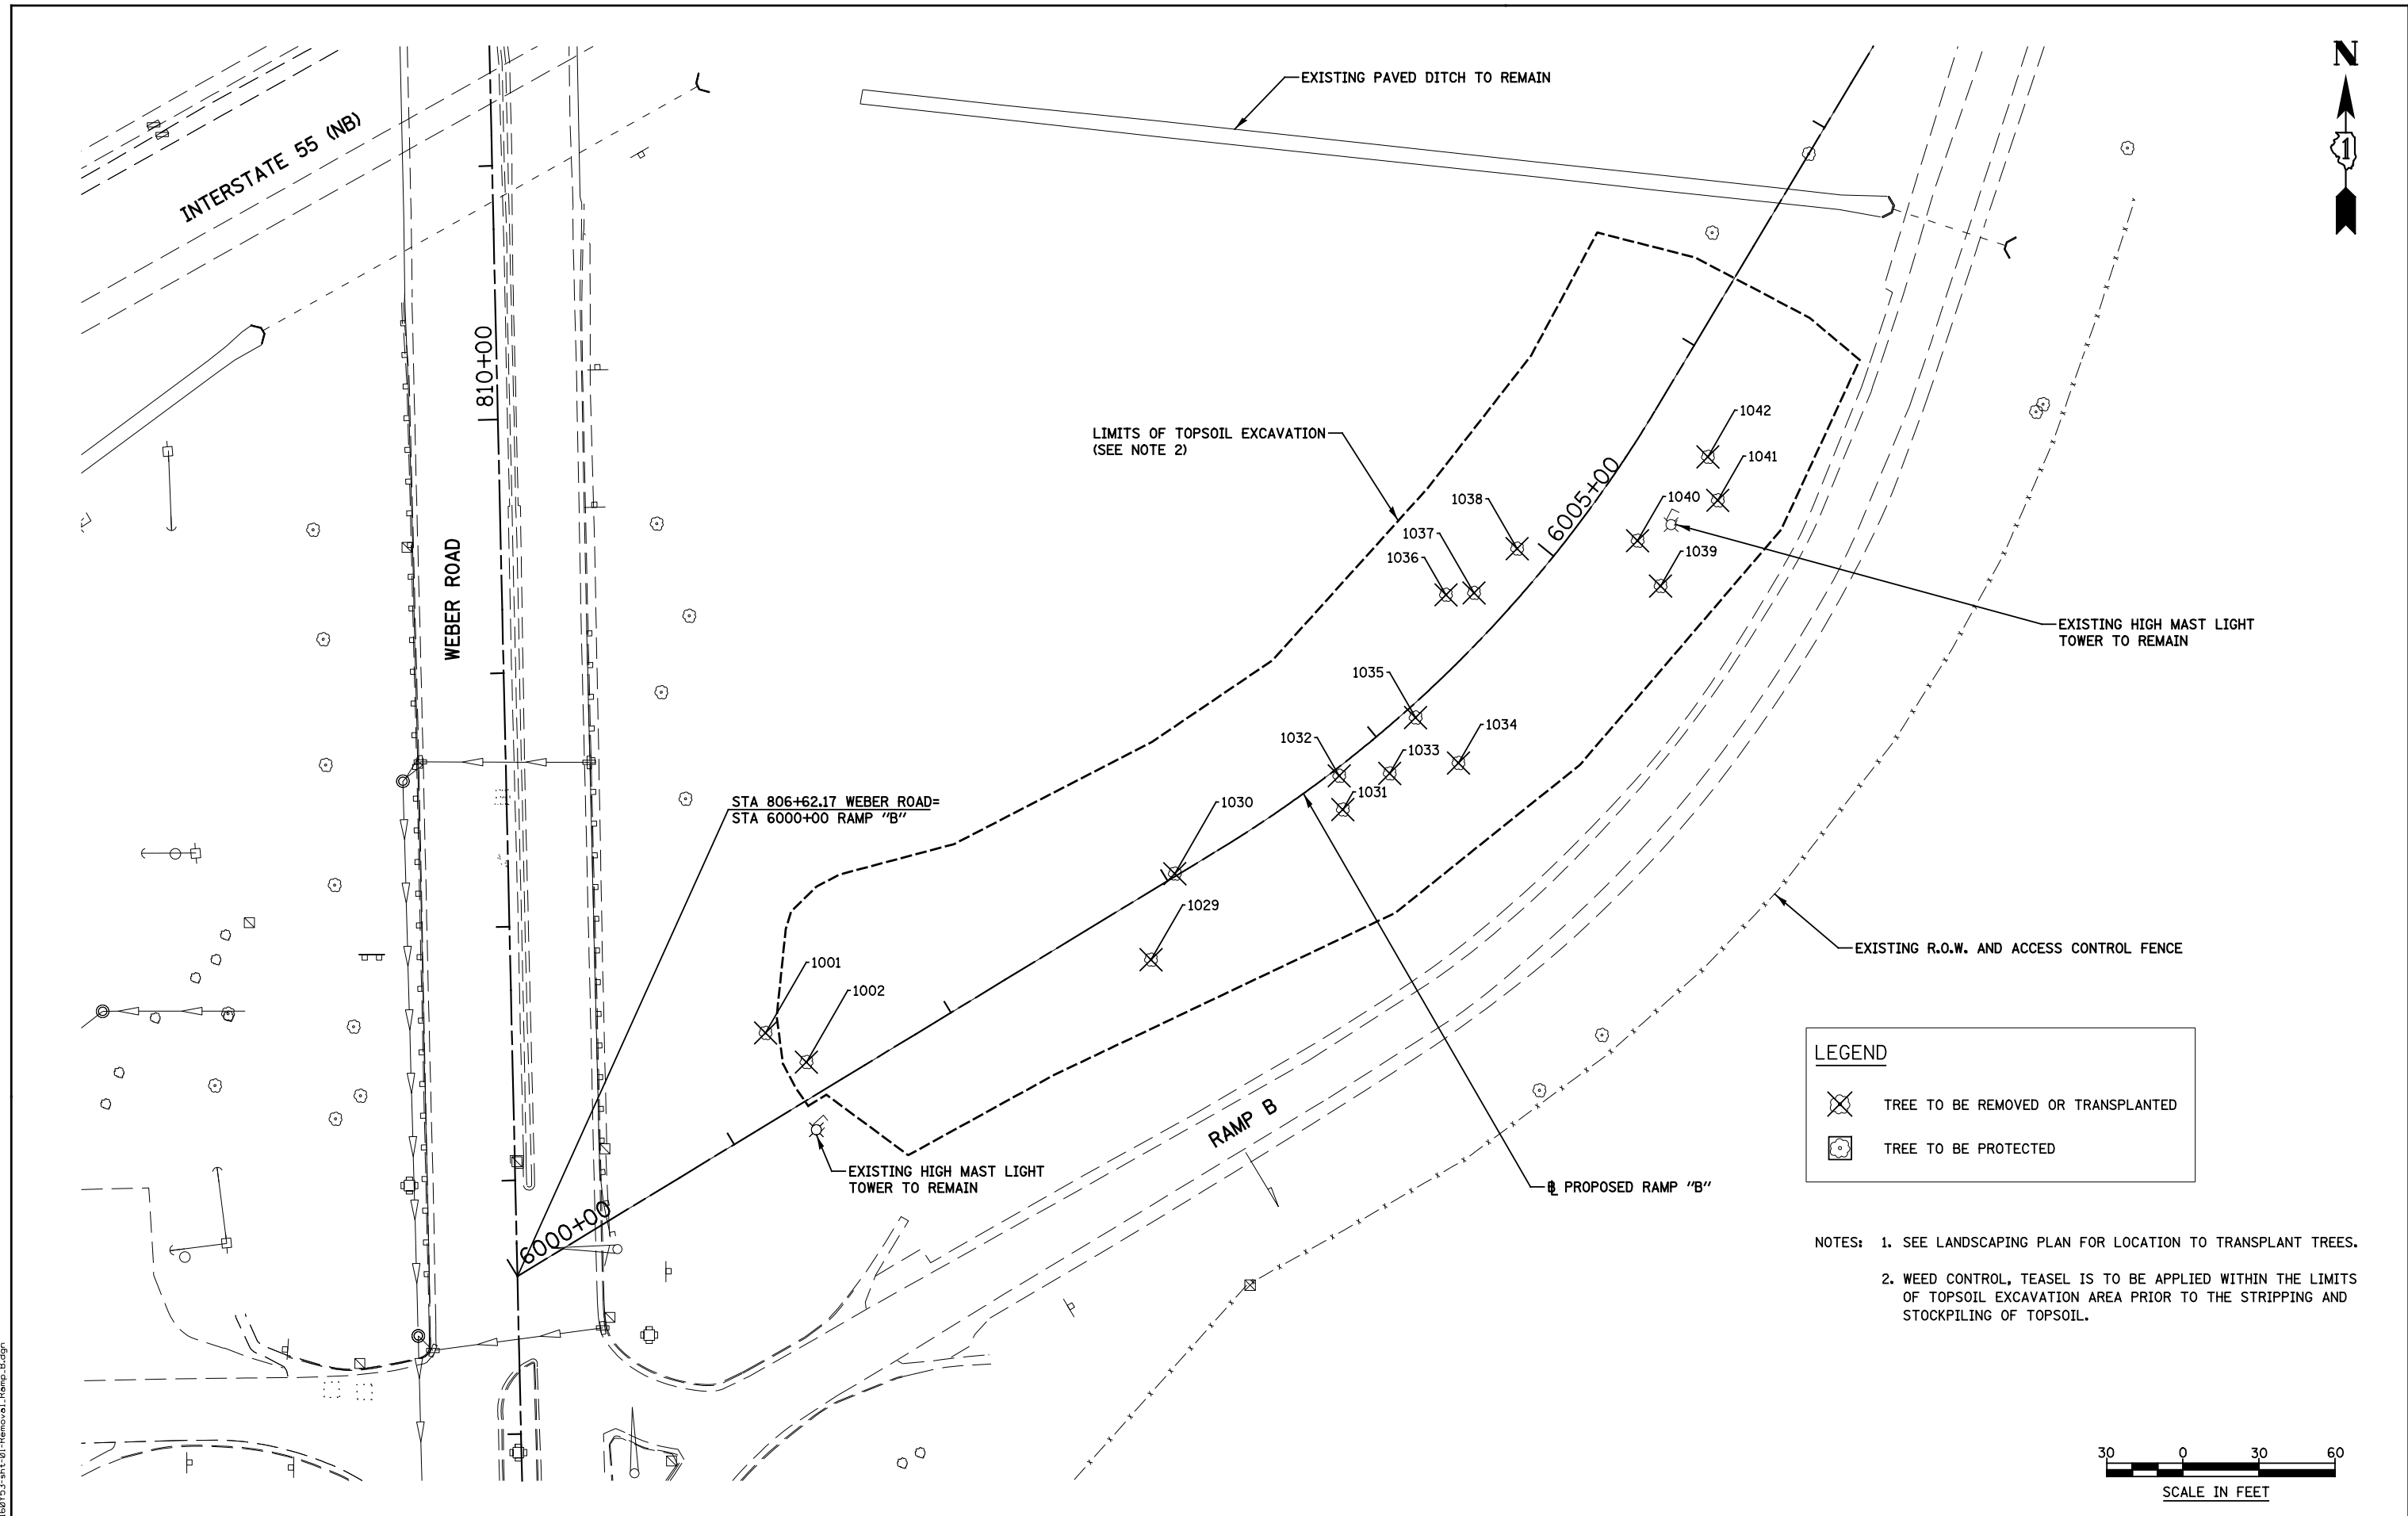 EXISTING PAVED DITCH TO REMAIN
N
1
INTERSTATE 55 (NB)
810+00
WEBER ROAD
LIMITS OF TOPSOIL EXCAVATION
(SEE NOTE 2)
1042
1041
1040
1039
1038
1037
1036
6005+00
EXISTING HIGH MAST LIGHT
TOWER TO REMAIN
1035
1034
1033
1032
1031
1030
1029
STA 806+62.17 WEBER ROAD=
STA 6000+00 RAMP "B"
1001
1002
EXISTING R.O.W. AND ACCESS CONTROL FENCE
RAMP B
EXISTING HIGH MAST LIGHT
TOWER TO REMAIN
6000+00
PROPOSED RAMP "B"
LEGEND
TREE TO BE REMOVED OR TRANSPLANTED
TREE TO BE PROTECTED
NOTES: 1. SEE LANDSCAPING PLAN FOR LOCATION TO TRANSPLANT TREES.
2. WEED CONTROL, TEASEL IS TO BE APPLIED WITHIN THE LIMITS
OF TOPSOIL EXCAVATION AREA PRIOR TO THE STRIPPING AND
STOCKPILING OF TOPSOIL.
30 0 30 60
SCALE IN FEET